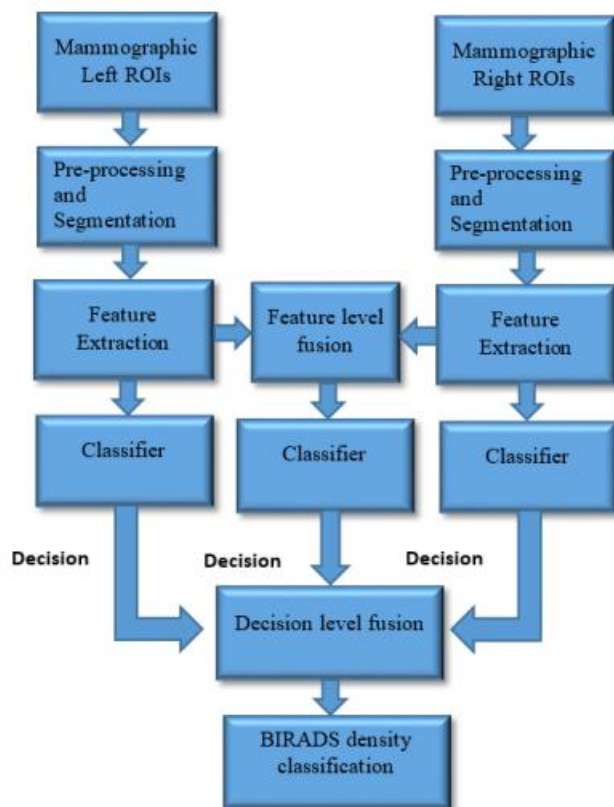 Mammographic
Left ROIs
Mammographic
Right ROIs
Pre-processing
and
Segmentation
Pre-processing
and
Segmentation
Feature
Extraction
Feature level
fusion
Feature
Extraction
Classifier
Classifier
Classifier
Decision
Decision
Decision
Decision level fusion
BIRADS density
classification